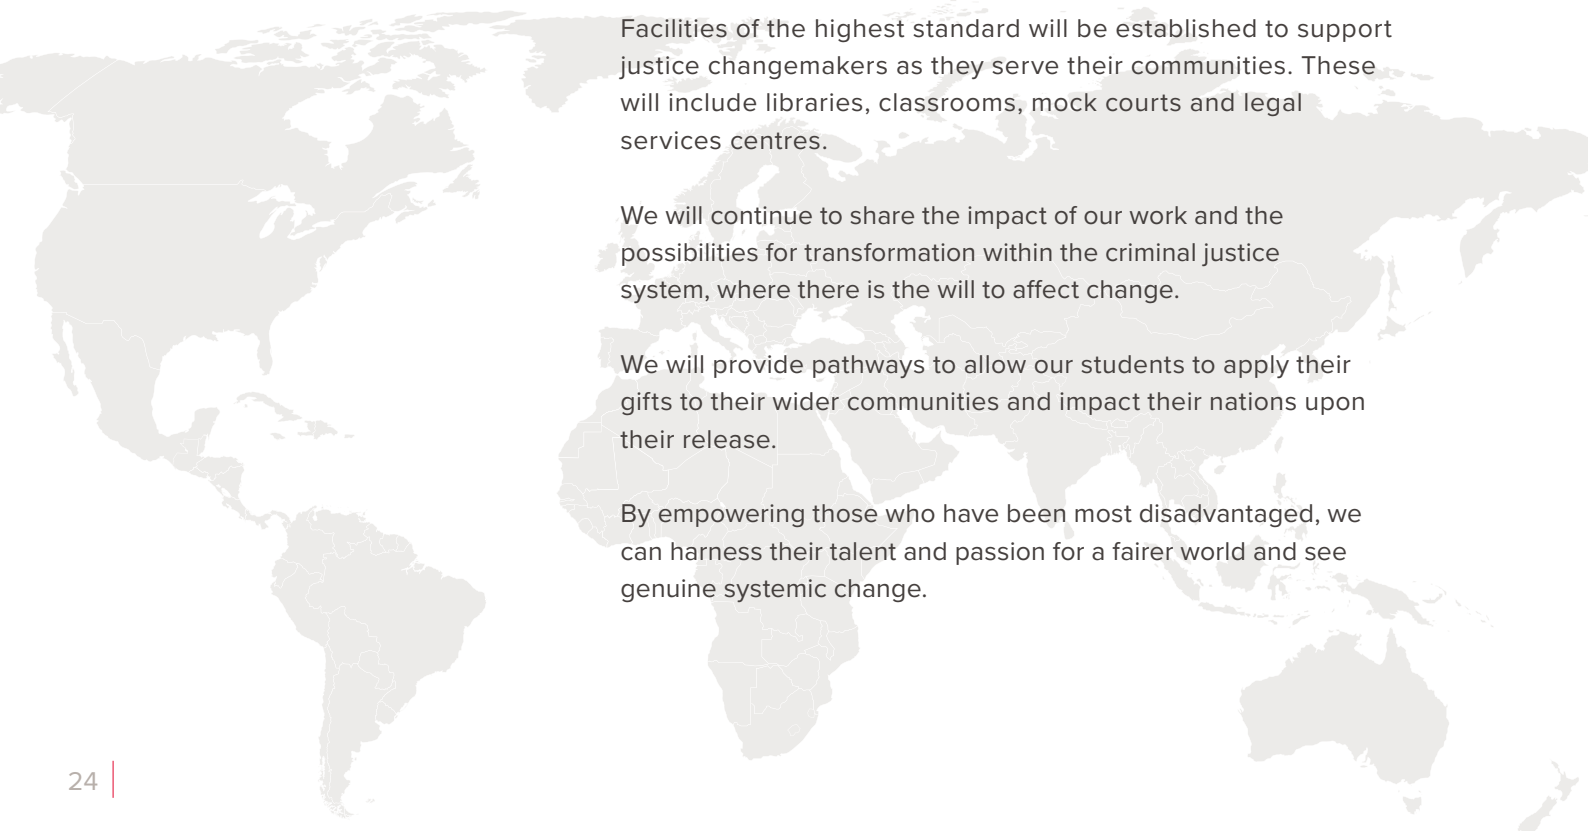 Facilities of the highest standard will be established to support
justice changemakers as they serve their communities. These
will include libraries, classrooms, mock courts and legal
services centres.
We will continue to share the impact of our work and the
possibilities for transformation within the criminal justice
system, where there is the will to affect change.
We will provide pathways to allow our students to apply their
gifts to their wider communities and impact their nations upon
their release.
By empowering those who have been most disadvantaged, we
can harness their talent and passion for a fairer world and see
genuine systemic change.
24